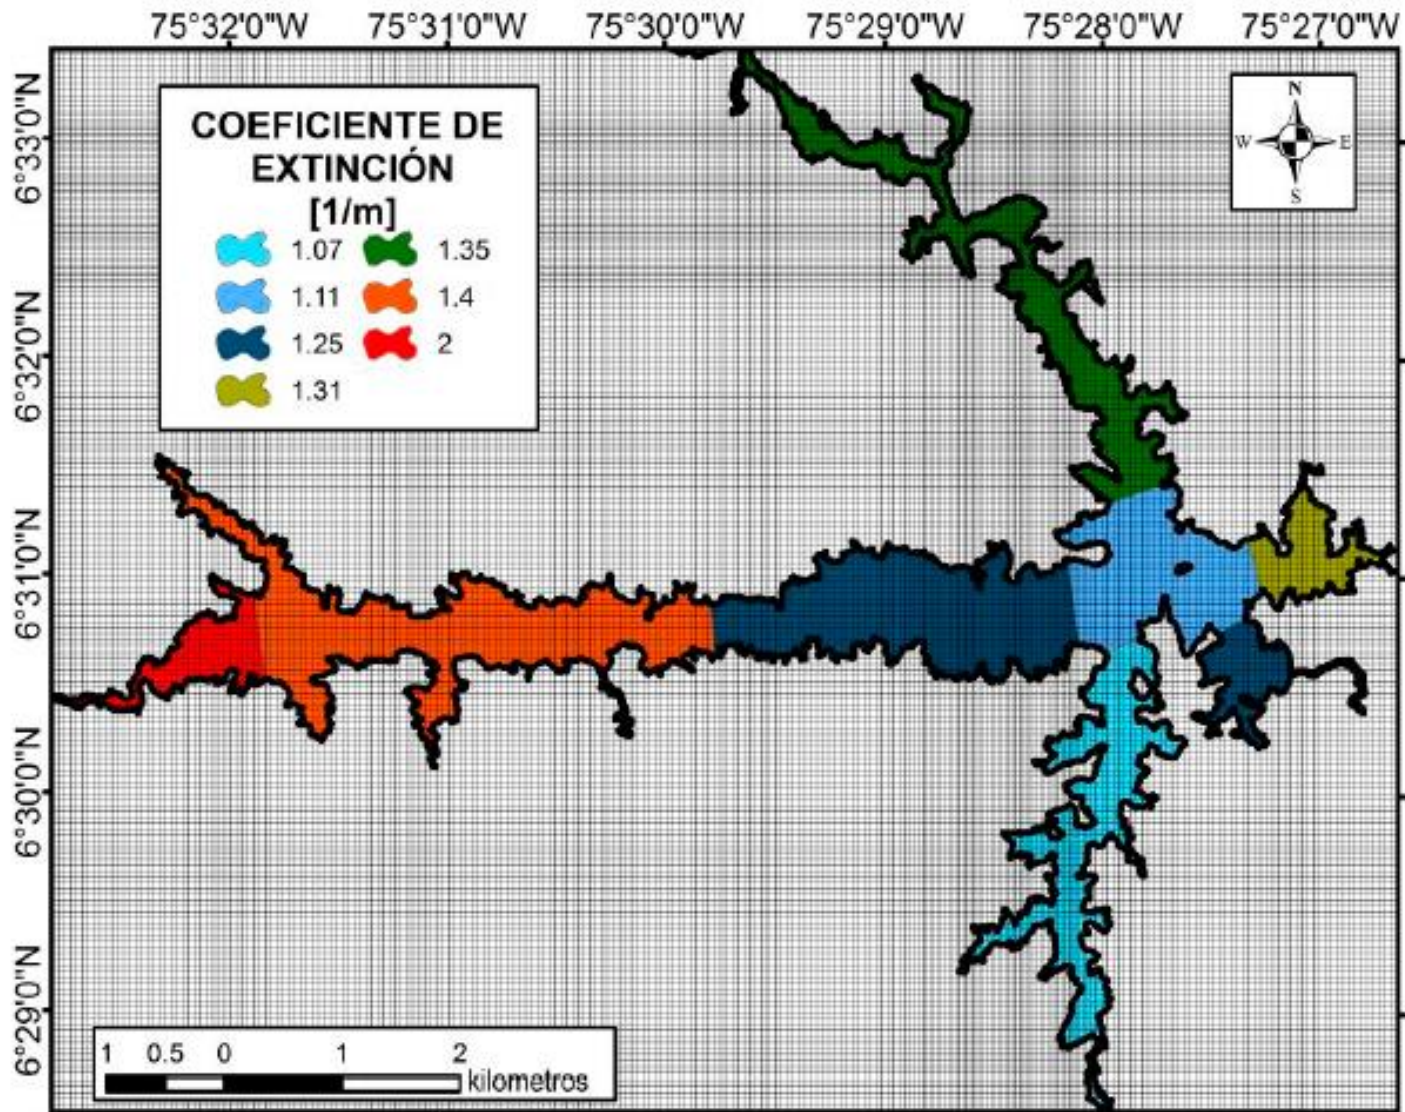 75°32'0"W 75°31'0"W 75°30'0"W 75°29'0"W 75°28'0"W 75°27'0"W
6°33'0"N
6°32'0"N
6°31'0"N
6°30'0"N
6°29'0"N
COEFICIENTE DE
EXTINCIÓN
[1/m]
1.07 1.35
1.11 1.4
1.25 2
1.31
N
W E
S
1 0.5 0 1 2
kilometros